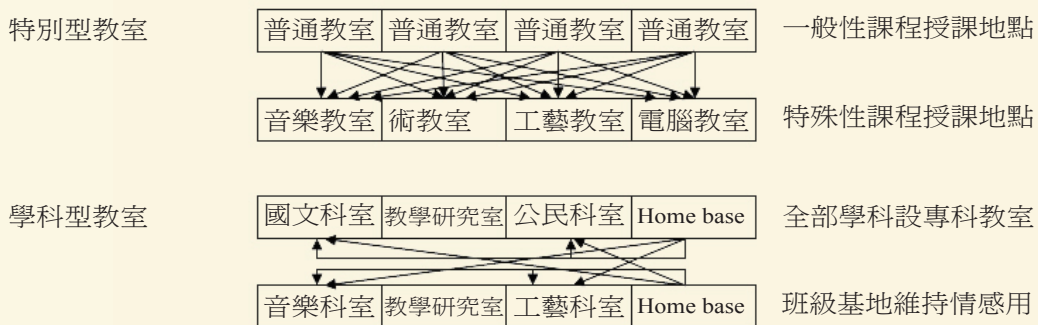 特別型教室 普通教室 普通教室 普通教室 普通教室 一般性課程授課地點
音樂教室 術教室 工藝教室 電腦教室 特殊性課程授課地點
學科型教室 國文科室 教學研究室 公民科室 Home base 全部學科設專科教室
音樂科室 教學研究室 工藝科室 Home base 班級基地維持情感用